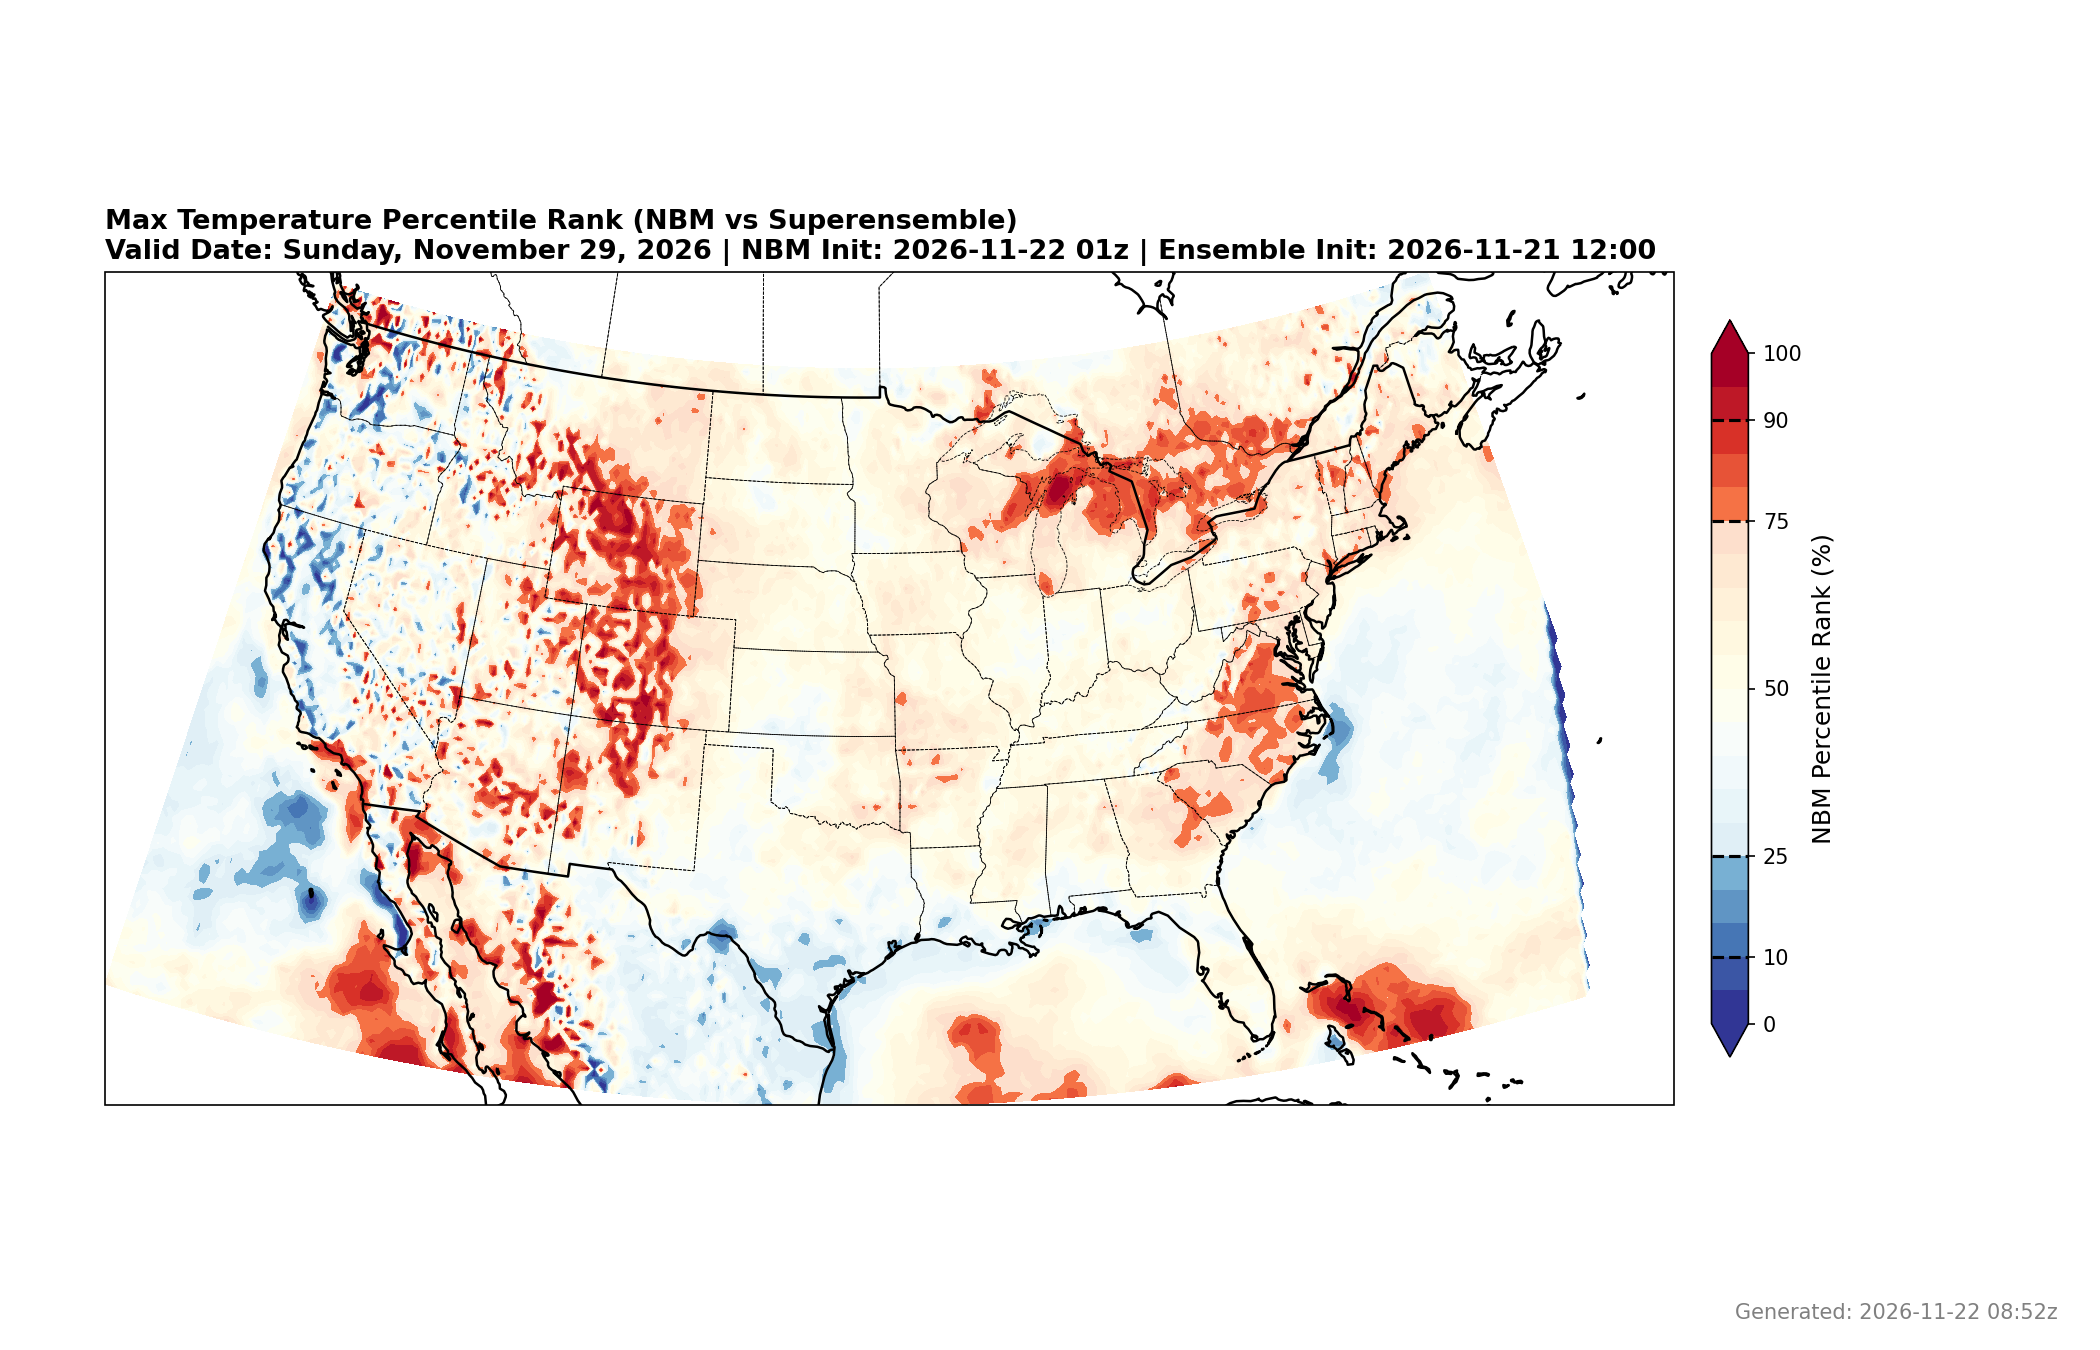 Max Temperature Percentile Rank (NBM vs Superensemble)
Valid Date: Sunday, November 29, 2026 | NBM Init: 2026-11-22 01z | Ensemble Init: 2026-11-21 12:00
100
90
75
50
25
10
0
NBM Percentile Rank (%)
Generated: 2026-11-22 08:52z